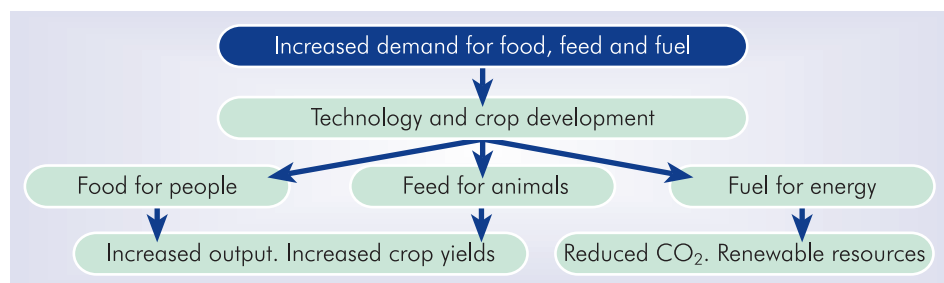 Increased demand for food, feed and fuel
Technology and crop development
Food for people
Feed for animals
Fuel for energy
Increased output. Increased crop yields
Reduced CO₂. Renewable resources